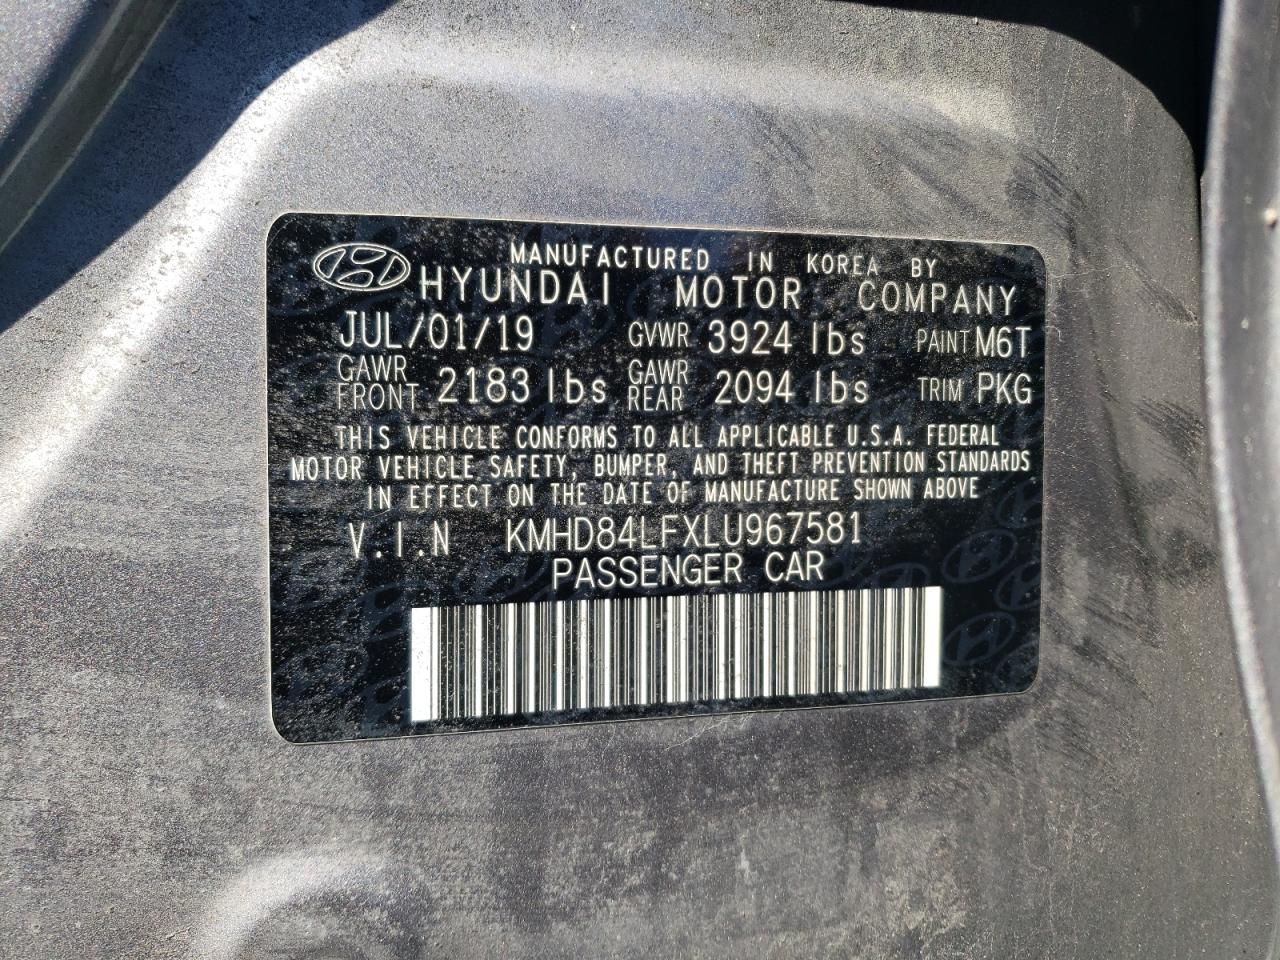 MANUFACTURED IN KOREA BY
HYUNDAI MOTOR COMPANY
JUL/01/19 GVWR 3924 lbs PAINT M6T
GAWR FRONT 2183 lbs GAWR REAR 2094 lbs TRIM PKG
THIS VEHICLE CONFORMS TO ALL APPLICABLE U.S.A. FEDERAL
MOTOR VEHICLE SAFETY, BUMPER, AND THEFT PREVENTION STANDARDS
IN EFFECT ON THE DATE OF MANUFACTURE SHOWN ABOVE
V.I.N KMHD84LFXLU967581
PASSENGER CAR